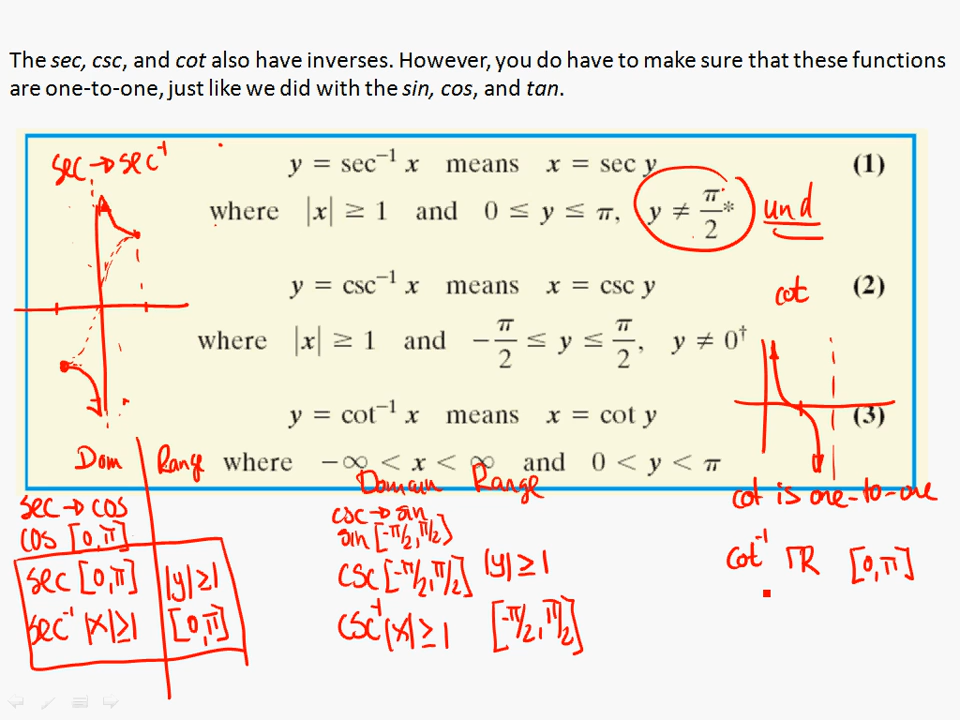 The sec, csc, and cot also have inverses. However, you do have to make sure that these functions
are one-to-one, just like we did with the sin, cos, and tan.
sec → sec⁻¹
y = sec⁻¹ x means x = sec y (1)
where |x| ≥ 1 and 0 ≤ y ≤ π, y ≠ π/2* und
y = csc⁻¹ x means x = csc y (2)
cot
where |x| ≥ 1 and −π/2 ≤ y ≤ π/2, y ≠ 0†
y = cot⁻¹ x means x = cot y (3)
where −∞ < x < ∞ and 0 < y < π
Dom Rang
sec → cos
cos [0,π]
sec [0,π] |y|≥1
sec⁻¹ |x|≥1 [0,π]
Domain Range
csc → sin
sin [-π/2, π/2]
csc [-π/2, π/2] |y| ≥ 1
csc⁻¹ |x| ≥ 1 [-π/2, π/2]
cot is one-to-one
cot⁻¹ ℝ [0,π]